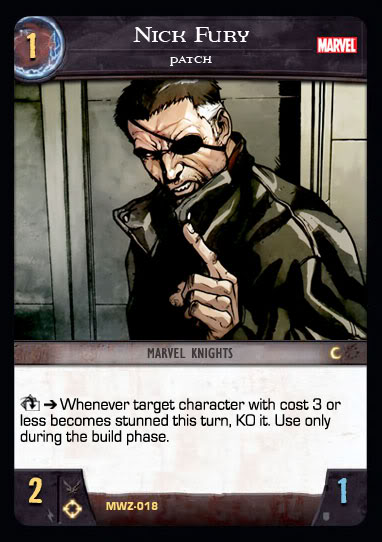 1
Nick Fury
MARVEL
PATCH
MARVEL KNIGHTS
C
➔ Whenever target character with cost 3 or
less becomes stunned this turn, KO it. Use only
during the build phase.
2
MWZ-018
1